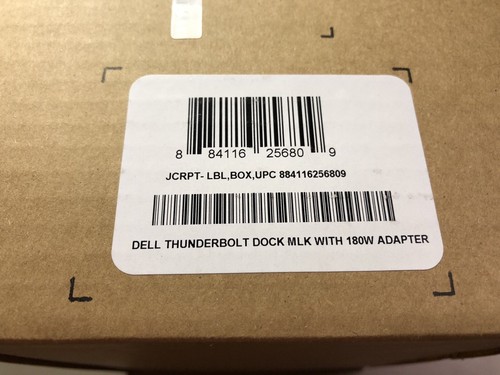 8 84116 25680 9
JCRPT- LBL,BOX,UPC 884116256809
DELL THUNDERBOLT DOCK MLK WITH 180W ADAPTER